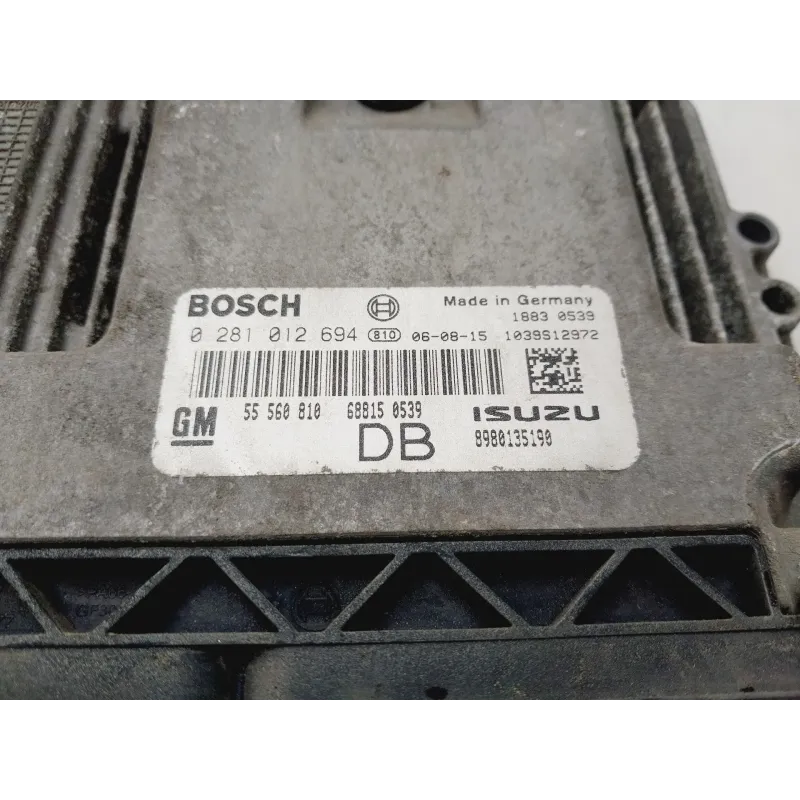 BOSCH Made in Germany
1883 0539
0 281 012 694 810 06-08-15 1039S12972
GM 55 560 810 68815 0539 ISUZU
DB 8980135190